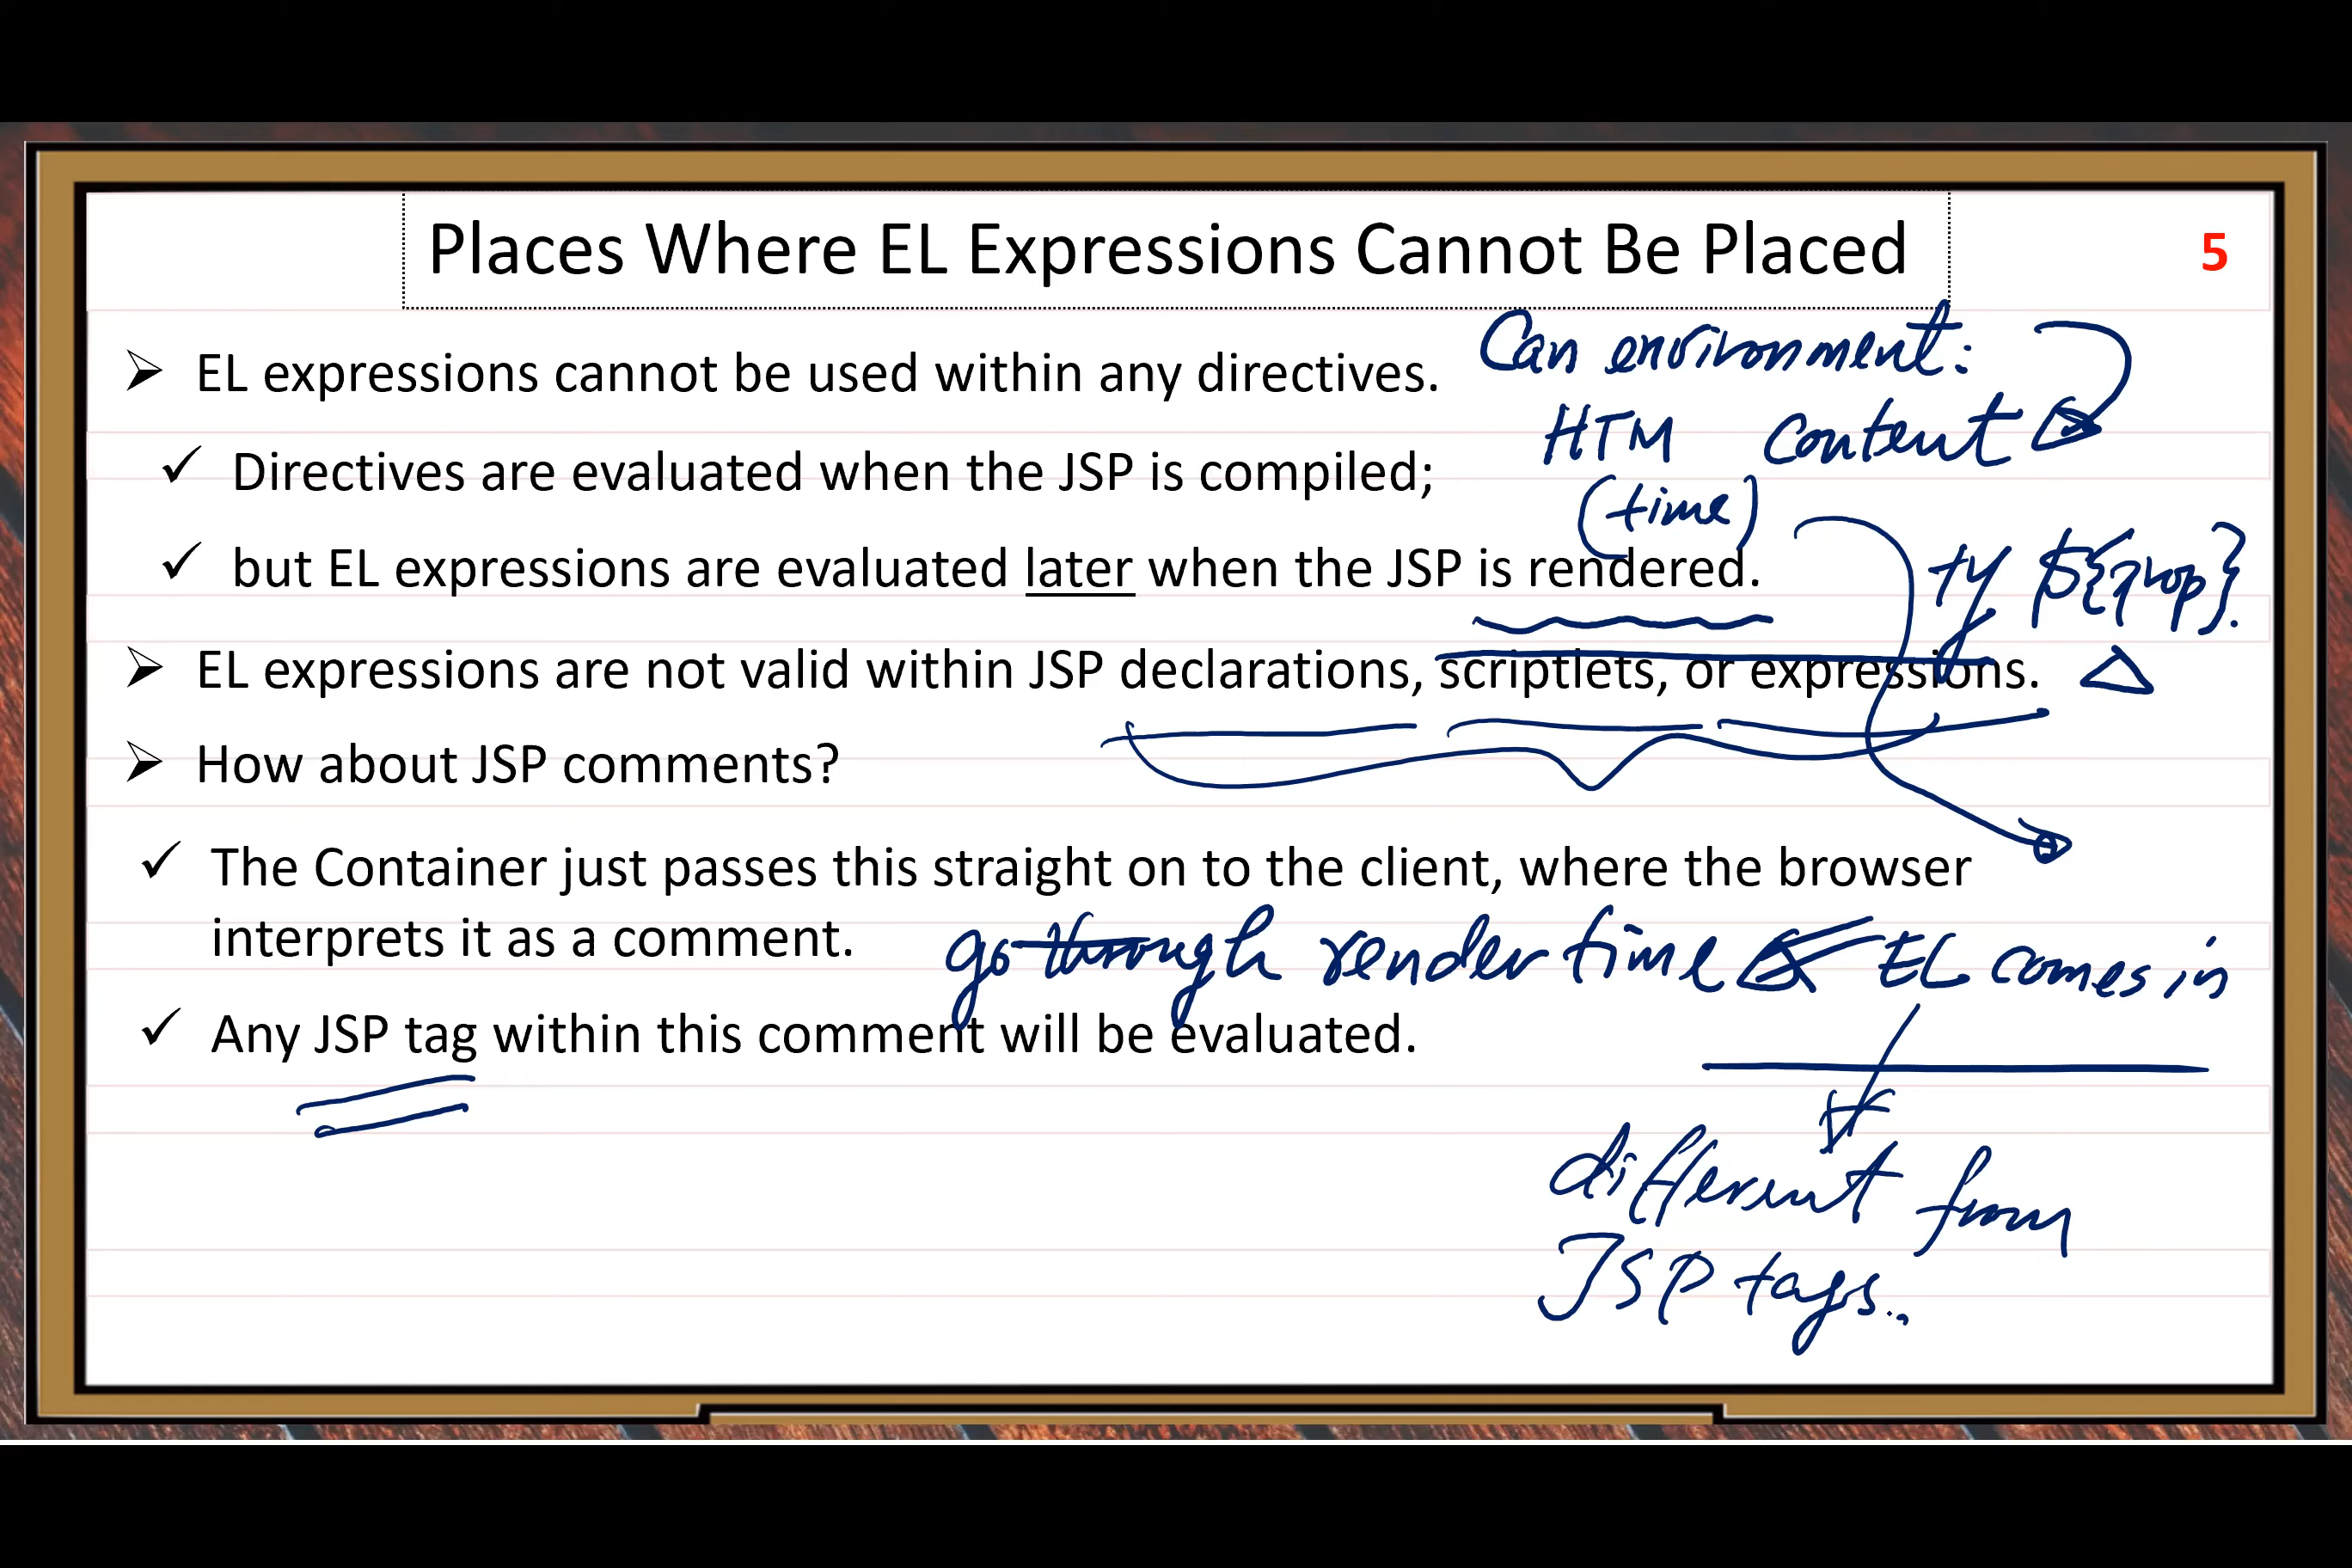 Places Where EL Expressions Cannot Be Placed
5
➢ EL expressions cannot be used within any directives.
Can environment:
HTM content
✓ Directives are evaluated when the JSP is compiled;
(time)
✓ but EL expressions are evaluated later when the JSP is rendered.
${prop}.
➢ EL expressions are not valid within JSP declarations, scriptlets, or expressions.
➢ How about JSP comments?
✓ The Container just passes this straight on to the client, where the browser
interprets it as a comment.
go through render time EL comes in
✓ Any JSP tag within this comment will be evaluated.
different from
JSP tags..